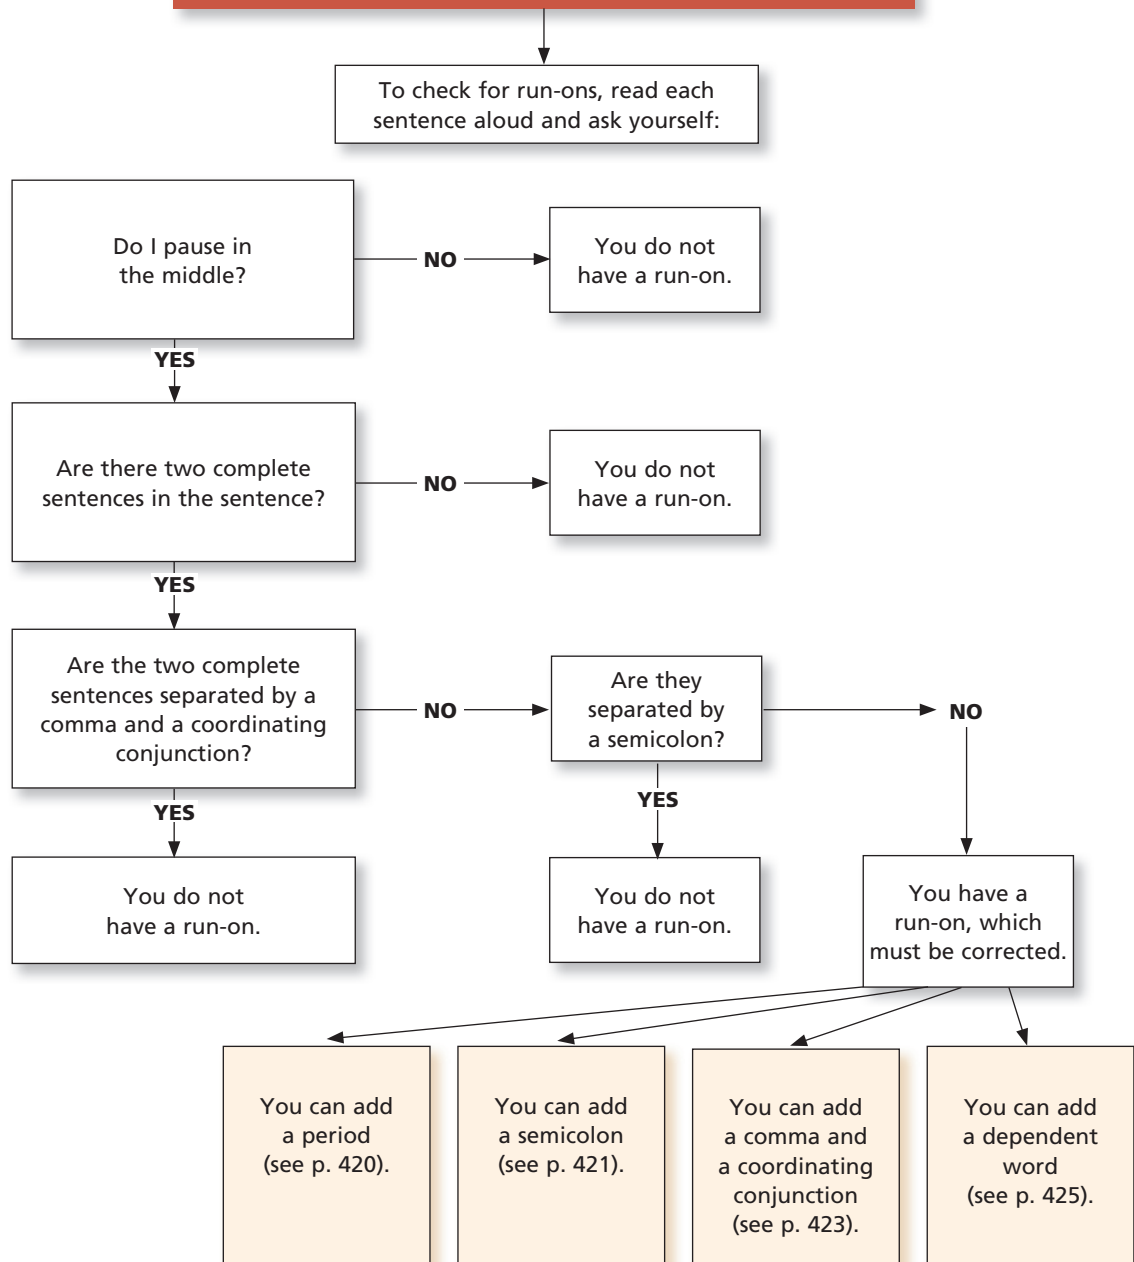 To check for run-ons, read each
sentence aloud and ask yourself:
Do I pause in
the middle?
NO
You do not
have a run-on.
YES
Are there two complete
sentences in the sentence?
NO
You do not
have a run-on.
YES
Are the two complete
sentences separated by a
comma and a coordinating
conjunction?
NO
Are they
separated by
a semicolon?
NO
YES
YES
You do not
have a run-on.
You do not
have a run-on.
You have a
run-on, which
must be corrected.
You can add
a period
(see p. 420).
You can add
a semicolon
(see p. 421).
You can add
a comma and
a coordinating
conjunction
(see p. 423).
You can add
a dependent
word
(see p. 425).